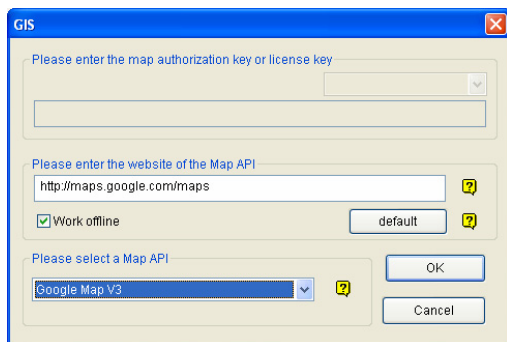 GIS
Please enter the map authorization key or license key
Please enter the website of the Map API
http://maps.google.com/maps
Work offline
default
Please select a Map API
Google Map V3
OK
Cancel